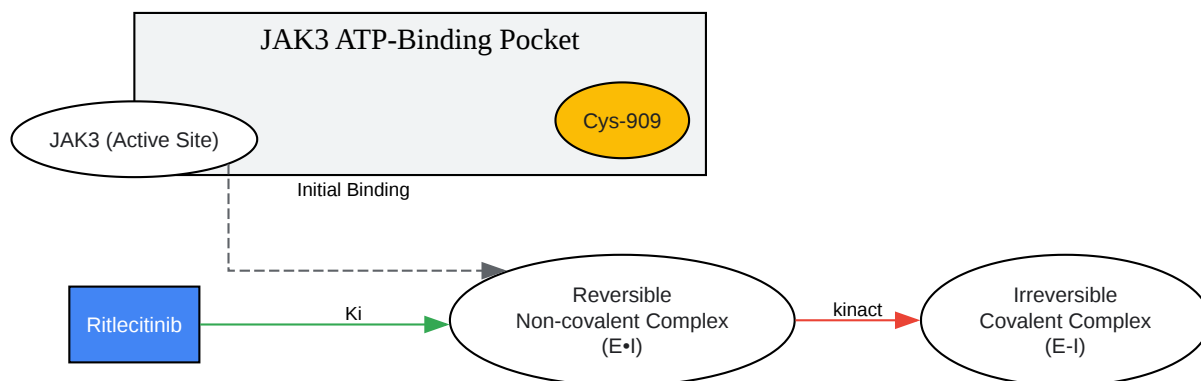 JAK3 ATP-Binding Pocket
Cys-909
JAK3 (Active Site)
Initial Binding
Ritlecitinib
Ki
Reversible
Non-covalent Complex
(E•I)
kinact
Irreversible
Covalent Complex
(E-I)